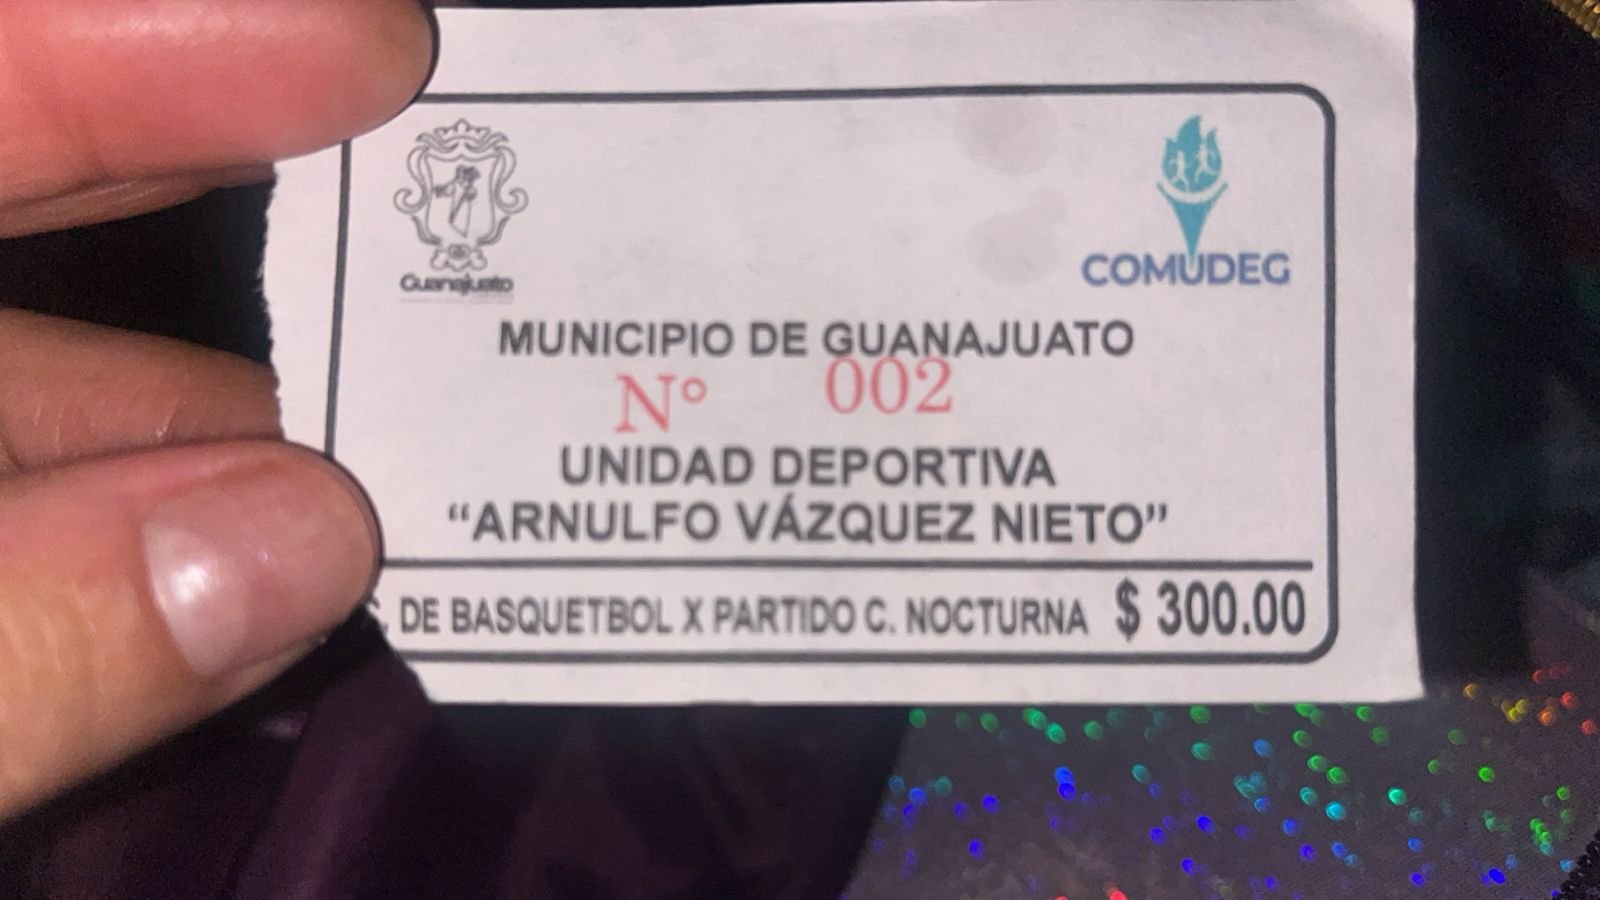 Guanajuato
COMUDEG
MUNICIPIO DE GUANAJUATO
N° 002
UNIDAD DEPORTIVA
“ARNULFO VÁZQUEZ NIETO”
DE BASQUETBOL X PARTIDO C. NOCTURNA $ 300.00